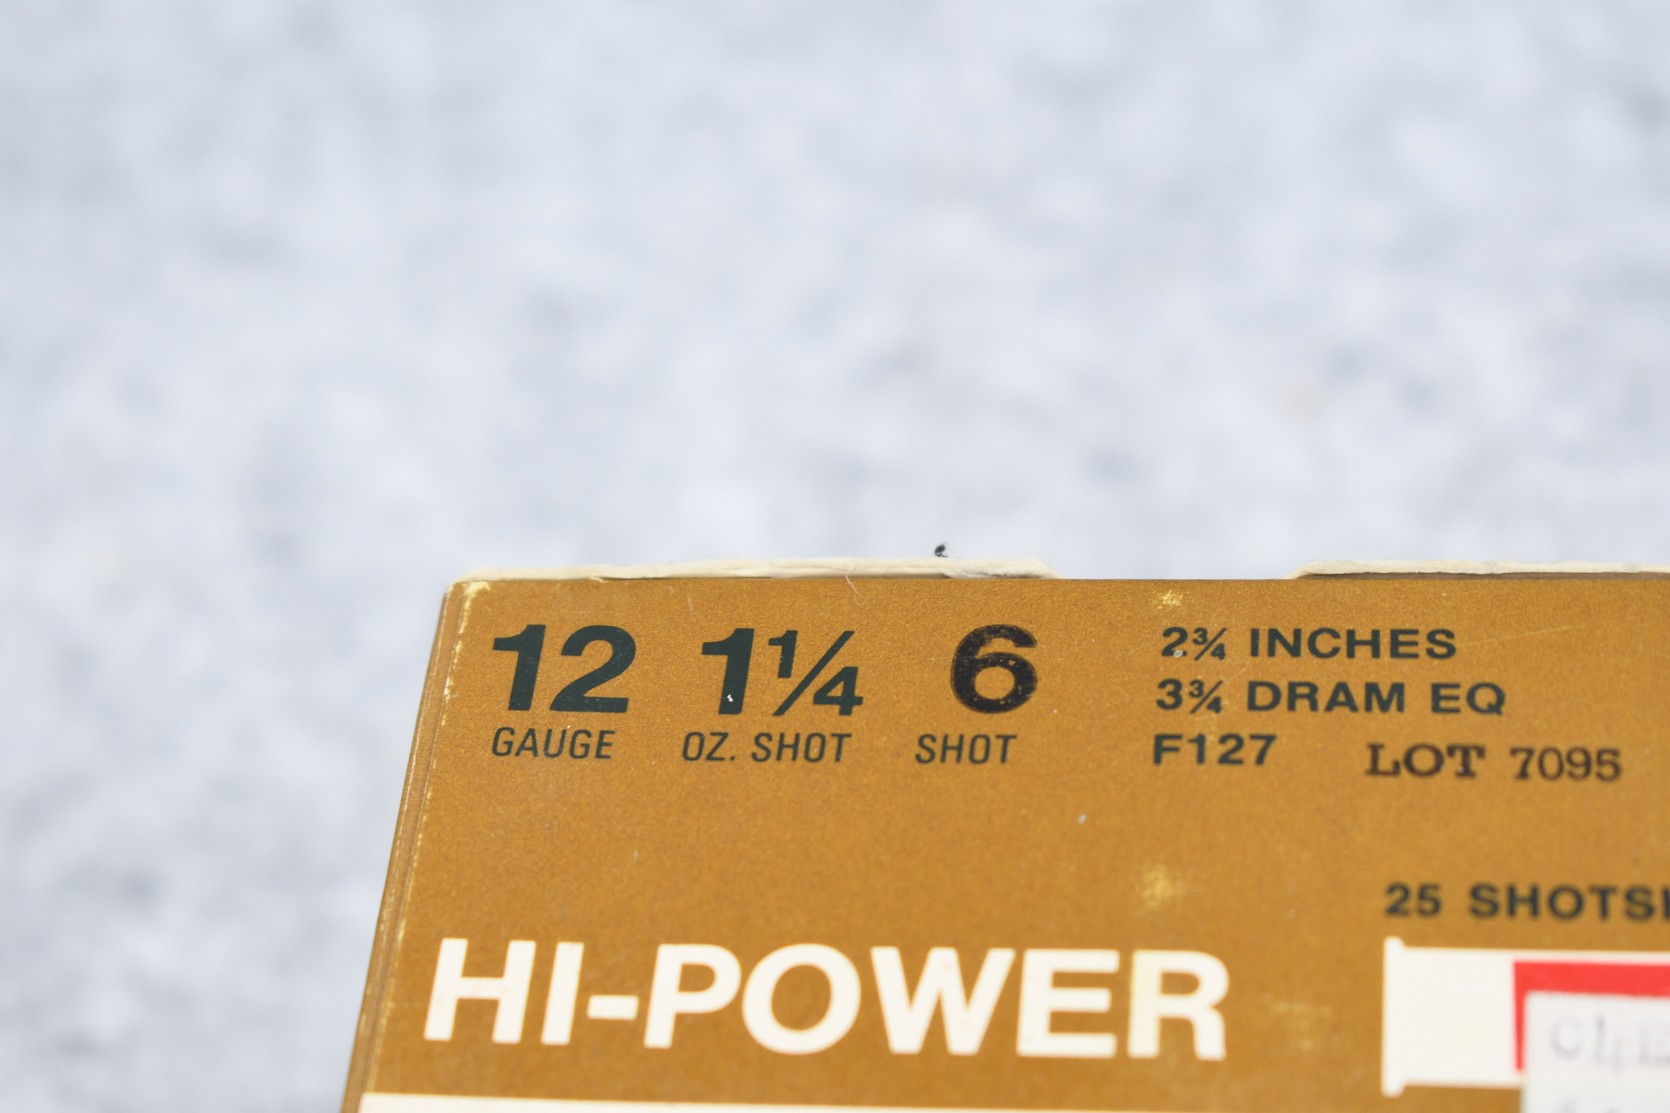 12 1¼ 6
GAUGE OZ. SHOT SHOT
2¾ INCHES
3¾ DRAM EQ
F127 LOT 7095
25
HI-POWER